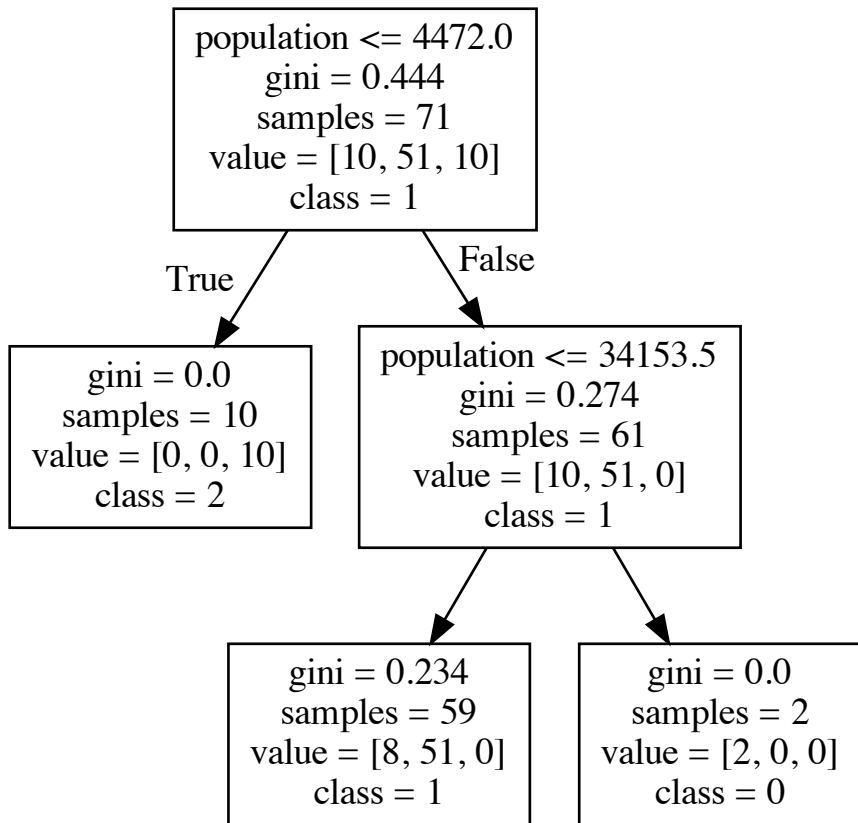 population <= 4472.0
gini = 0.444
samples = 71
value = [10, 51, 10]
class = 1
True
False
gini = 0.0
samples = 10
value = [0, 0, 10]
class = 2
population <= 34153.5
gini = 0.274
samples = 61
value = [10, 51, 0]
class = 1
gini = 0.234
samples = 59
value = [8, 51, 0]
class = 1
gini = 0.0
samples = 2
value = [2, 0, 0]
class = 0